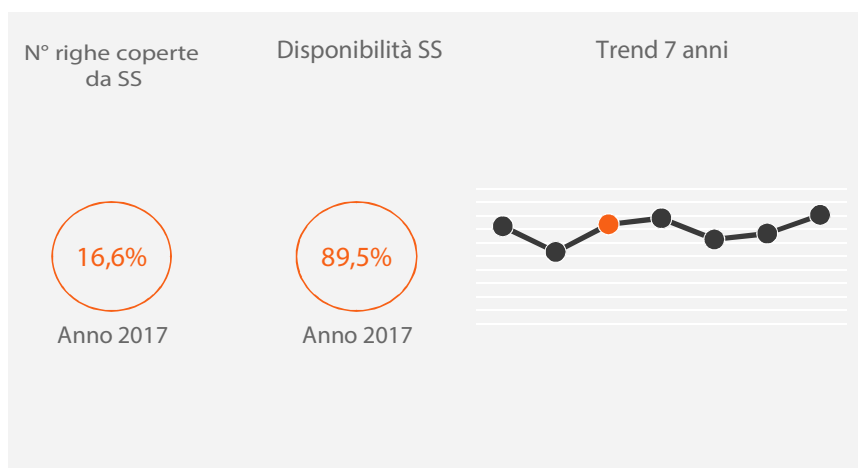 N° righe coperte
da SS
Disponibilità SS
Trend 7 anni
16,6%
89,5%
Anno 2017
Anno 2017